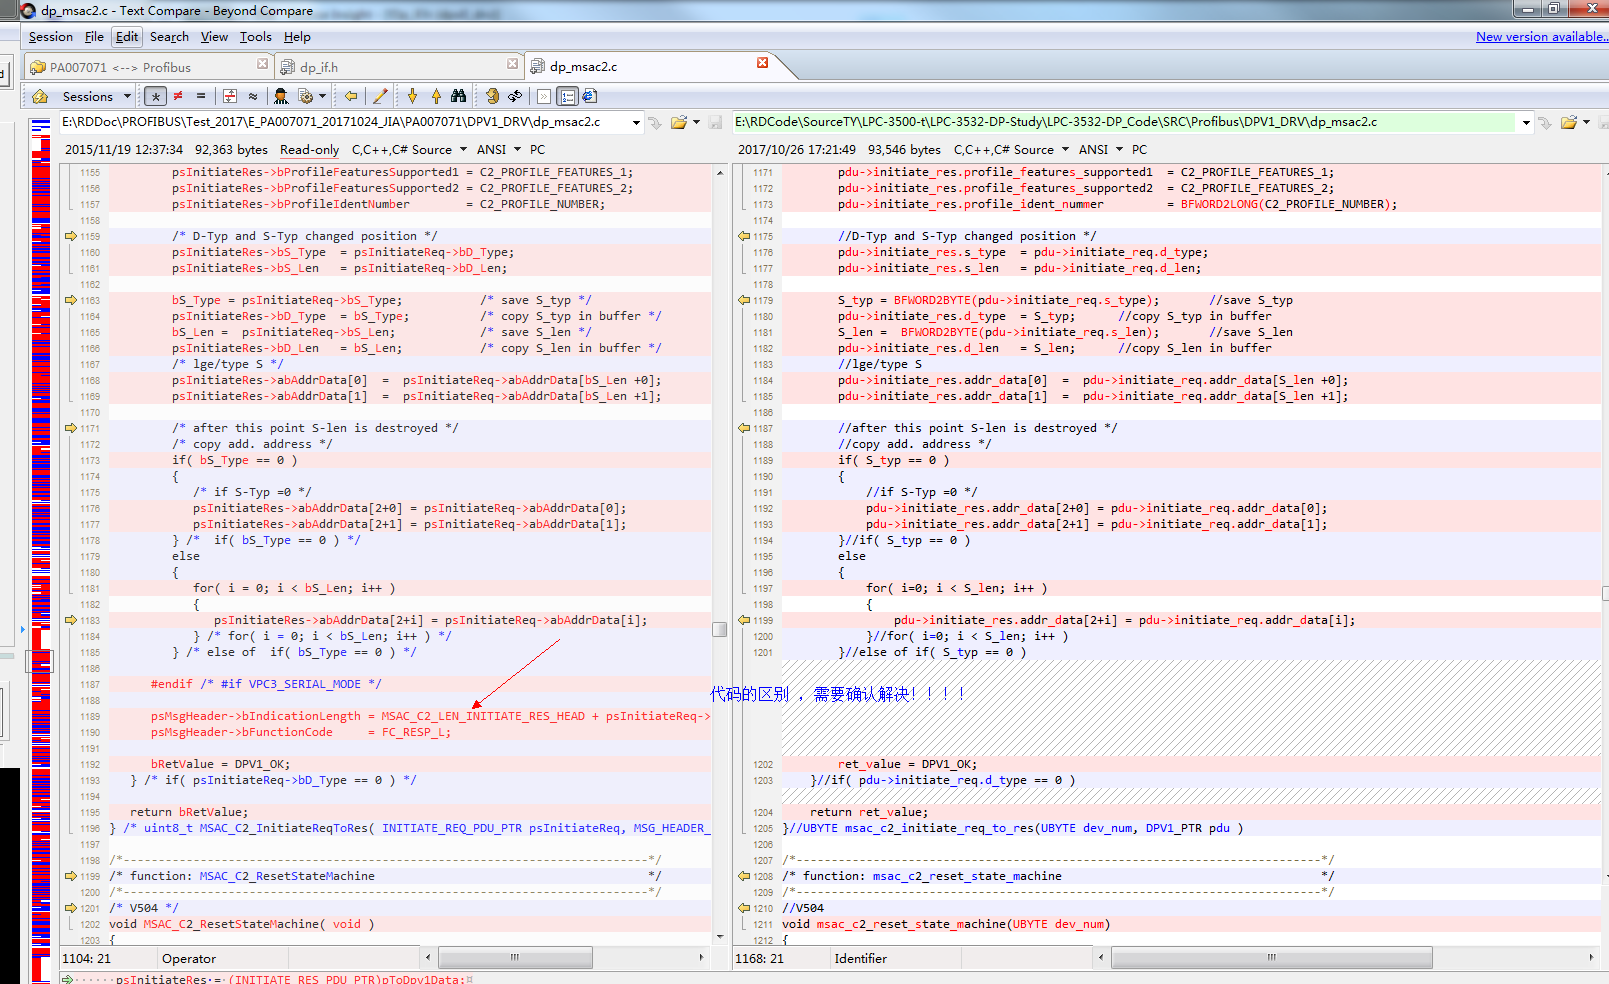 dp_msac2.c - Text Compare - Beyond Compare
Session File Edit Search View Tools Help
New version available..
PA007071 <--> Profibus
dp_if.h
dp_msac2.c
Sessions
E:\RDDoc\PROFIBUS\Test_2017\E_PA007071_20171024_JIA\PA007071\DPV1_DRV\dp_msac2.c
2015/11/19 12:37:34 92,363 bytes Read-only C,C++,C# Source ANSI PC
1155 psInitiateRes->bProfileFeaturesSupported1 = C2_PROFILE_FEATURES_1;
1156 psInitiateRes->bProfileFeaturesSupported2 = C2_PROFILE_FEATURES_2;
1157 psInitiateRes->bProfileIdentNumber = C2_PROFILE_NUMBER;
1158
1159 /* D-Typ and S-Typ changed position */
1160 psInitiateRes->bS_Type = psInitiateReq->bD_Type;
1161 psInitiateRes->bS_Len = psInitiateReq->bD_Len;
1162
1163 bS_Type = psInitiateReq->bS_Type; /* save S_typ */
1164 psInitiateRes->bD_Type = bS_Type; /* copy S_typ in buffer */
1165 bS_Len = psInitiateReq->bS_Len; /* save S_len */
1166 psInitiateRes->bD_Len = bS_Len; /* copy S_len in buffer */
1167 /* lge/type S */
1168 psInitiateRes->abAddrData[0] = psInitiateReq->abAddrData[bS_Len +0];
1169 psInitiateRes->abAddrData[1] = psInitiateReq->abAddrData[bS_Len +1];
1170
1171 /* after this point S-len is destroyed */
1172 /* copy add. address */
1173 if( bS_Type == 0 )
1174 {
1175 /* if S-Typ =0 */
1176 psInitiateRes->abAddrData[2+0] = psInitiateReq->abAddrData[0];
1177 psInitiateRes->abAddrData[2+1] = psInitiateReq->abAddrData[1];
1178 } /* if( bS_Type == 0 ) */
1179 else
1180 {
1181 for( i = 0; i < bS_Len; i++ )
1182 {
1183 psInitiateRes->abAddrData[2+i] = psInitiateReq->abAddrData[i];
1184 } /* for( i = 0; i < bS_Len; i++ ) */
1185 } /* else of if( bS_Type == 0 ) */
1186
1187 #endif /* #if VPC3_SERIAL_MODE */
1188
1189 psMsgHeader->bIndicationLength = MSAC_C2_LEN_INITIATE_RES_HEAD + psInitiateReq->
1190 psMsgHeader->bFunctionCode = FC_RESP_L;
1191
1192 bRetValue = DPV1_OK;
1193 } /* if( psInitiateReq->bD_Type == 0 ) */
1194
1195 return bRetValue;
1196 } /* uint8_t MSAC_C2_InitiateReqToRes( INITIATE_REQ_PDU_PTR psInitiateReq, MSG_HEADER_
1197
1198 /*---------------------------------------------------------------------------*/
1199 /* function: MSAC_C2_ResetStateMachine */
1200 /*---------------------------------------------------------------------------*/
1201 /* V504 */
1202 void MSAC_C2_ResetStateMachine( void )
1203 {
1104: 21 Operator
代码的区别 ，需要确认解决！！！！
E:\RDCode\SourceTY\LPC-3500-t\LPC-3532-DP-Study\LPC-3532-DP_Code\SRC\Profibus\DPV1_DRV\dp_msac2.c
2017/10/26 17:21:49 93,546 bytes C,C++,C# Source ANSI PC
1171 pdu->initiate_res.profile_features_supported1 = C2_PROFILE_FEATURES_1;
1172 pdu->initiate_res.profile_features_supported2 = C2_PROFILE_FEATURES_2;
1173 pdu->initiate_res.profile_ident_nummer = BFWORD2LONG(C2_PROFILE_NUMBER);
1174
1175 //D-Typ and S-Typ changed position */
1176 pdu->initiate_res.s_type = pdu->initiate_req.d_type;
1177 pdu->initiate_res.s_len = pdu->initiate_req.d_len;
1178
1179 S_typ = BFWORD2BYTE(pdu->initiate_req.s_type); //save S_typ
1180 pdu->initiate_res.d_type = S_typ; //copy S_typ in buffer
1181 S_len = BFWORD2BYTE(pdu->initiate_req.s_len); //save S_len
1182 pdu->initiate_res.d_len = S_len; //copy S_len in buffer
1183 //lge/type S
1184 pdu->initiate_res.addr_data[0] = pdu->initiate_req.addr_data[S_len +0];
1185 pdu->initiate_res.addr_data[1] = pdu->initiate_req.addr_data[S_len +1];
1186
1187 //after this point S-len is destroyed */
1188 //copy add. address */
1189 if( S_typ == 0 )
1190 {
1191 //if S-Typ =0 */
1192 pdu->initiate_res.addr_data[2+0] = pdu->initiate_req.addr_data[0];
1193 pdu->initiate_res.addr_data[2+1] = pdu->initiate_req.addr_data[1];
1194 }//if( S_typ == 0 )
1195 else
1196 {
1197 for( i=0; i < S_len; i++ )
1198 {
1199 pdu->initiate_res.addr_data[2+i] = pdu->initiate_req.addr_data[i];
1200 }//for( i=0; i < S_len; i++ )
1201 }//else of if( S_typ == 0 )
1202 ret_value = DPV1_OK;
1203 }//if( pdu->initiate_req.d_type == 0 )
1204 return ret_value;
1205 }//UBYTE msac_c2_initiate_req_to_res(UBYTE dev_num, DPV1_PTR pdu )
1206
1207 /*---------------------------------------------------------------------------*/
1208 /* function: msac_c2_reset_state_machine */
1209 /*---------------------------------------------------------------------------*/
1210 //V504
1211 void msac_c2_reset_state_machine(UBYTE dev_num)
1212 {
1168: 21 Identifier
psInitiateRes = (INITIATE_RES_PDU_PTR)pToDpv1Data;